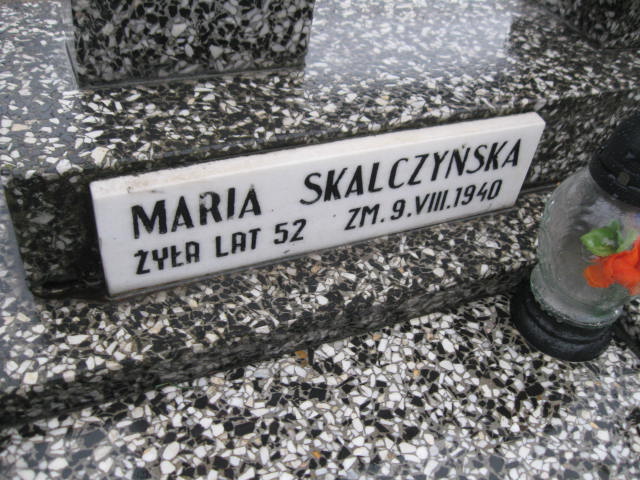 MARIA SKALCZYŃSKA
ŻYŁA LAT 52 ZM. 9.VIII.1940